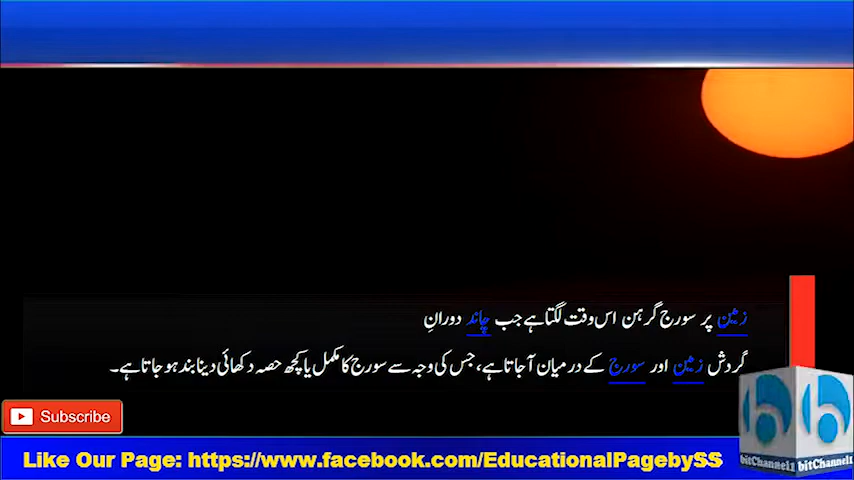 زمین پر سورج گرہن اس وقت لگتا ہے جب چاند دورانِ
گردش زمین اور سورج کے درمیان آ جاتا ہے، جس کی وجہ سے سورج کا مکمل یا کچھ حصہ دکھائی دینا بند ہو جاتا ہے۔
Subscribe
Like Our Page: https://www.facebook.com/EducationalPagebySS
bitChannel1 bitChannel1